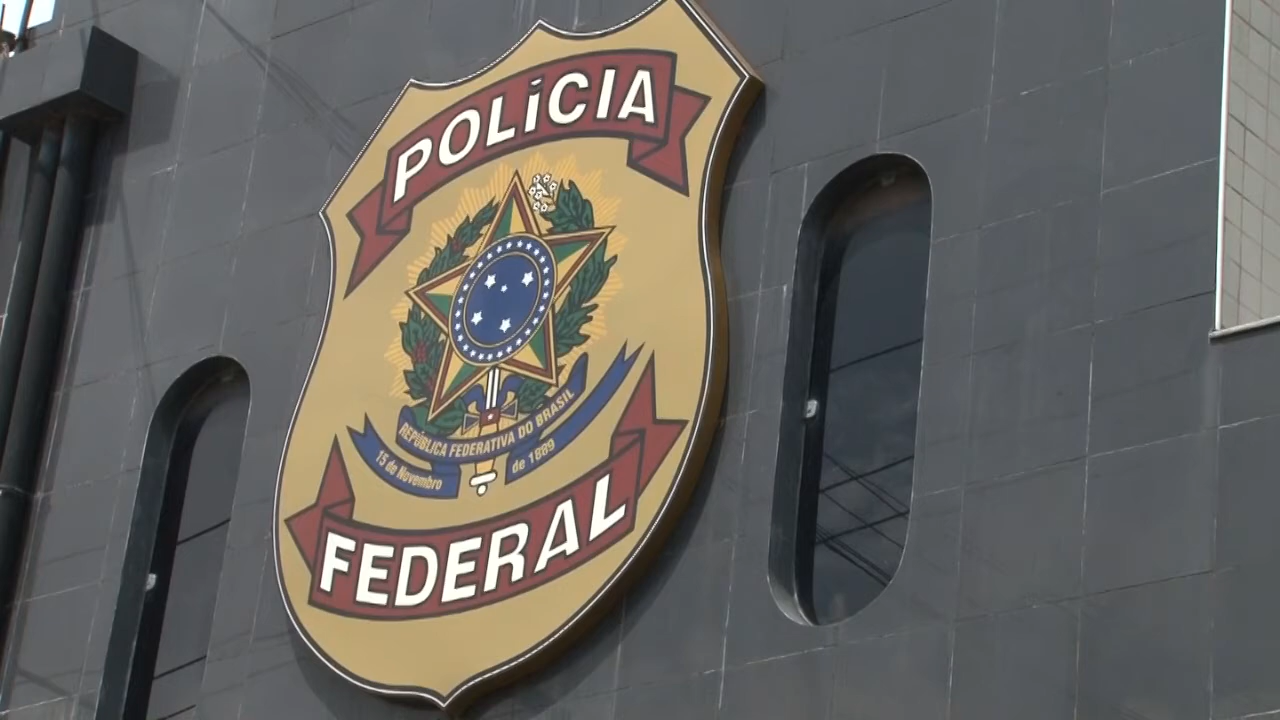 POLÍCIA
REPÚBLICA FEDERATIVA DO BRASIL
15 de Novembro de 1889
FEDERAL